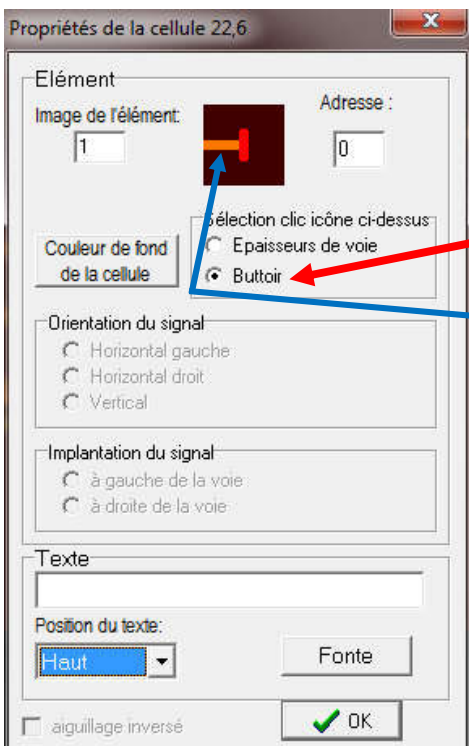 Propriétés de la cellule 22,6
Elément
Image de l'élément:
Adresse :
1
0
Sélection clic icône ci-dessus
Couleur de fond
de la cellule
Epaisseurs de voie
Buttoir
Orientation du signal
Horizontal gauche
Horizontal droit
Vertical
Implantation du signal
à gauche de la voie
à droite de la voie
Texte
Position du texte:
Haut
Fonte
aiguillage inversé
OK